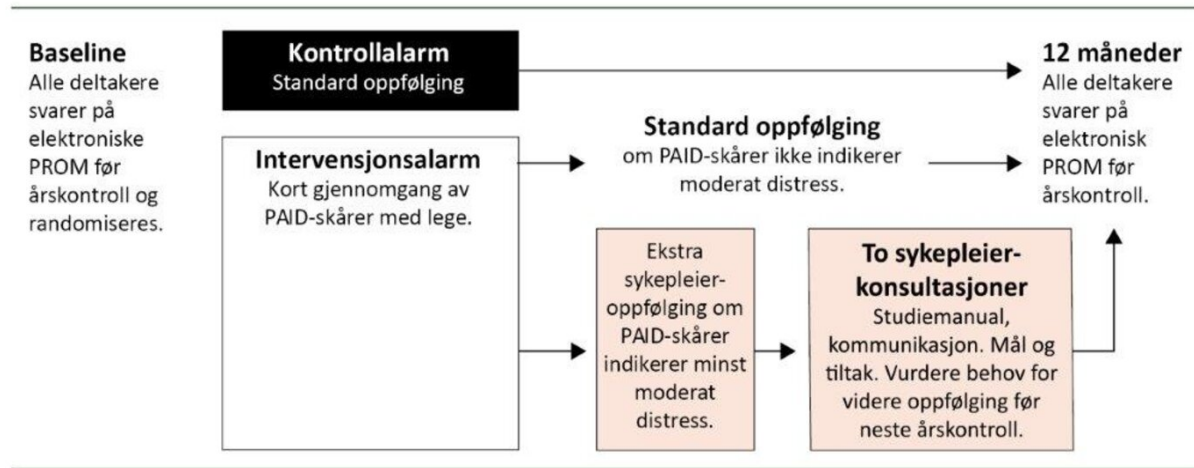 Baseline
Alle deltakere
svarer på
elektroniske
PROM før
årskontroll og
randomiseres.
Kontrollalarm
Standard oppfølging
Intervensjonsalarm
Kort gjennomgang av
PAID-skårer med lege.
Standard oppfølging
om PAID-skårer ikke indikerer
moderat distress.
Ekstra
sykepleier-
oppfølging om
PAID-skårer
indikerer minst
moderat
distress.
To sykepleier-
konsultasjoner
Studiemanual,
kommunikasjon. Mål og
tiltak. Vurdere behov for
videre oppfølging før
neste årskontroll.
12 måneder
Alle deltakere
svarer på
elektronisk
PROM før
årskontroll.